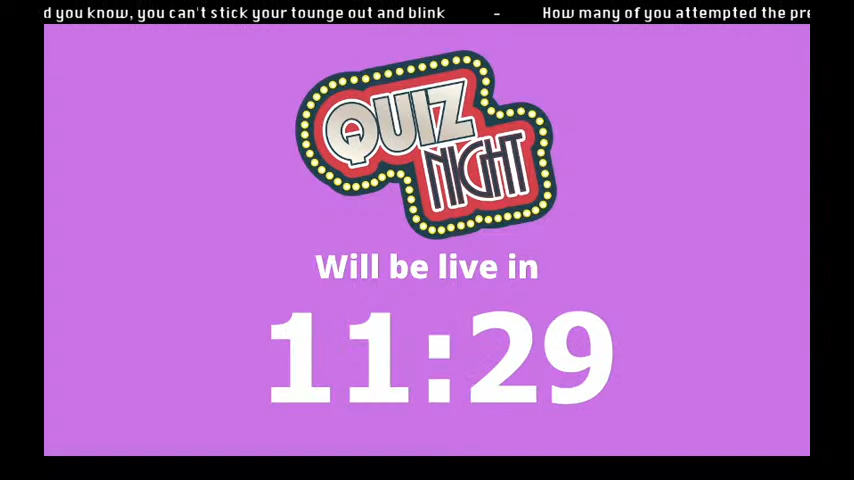 d you know, you can't stick your tounge out and blink - How many of you attempted the pre
QUIZ
NIGHT
Will be live in
11:29